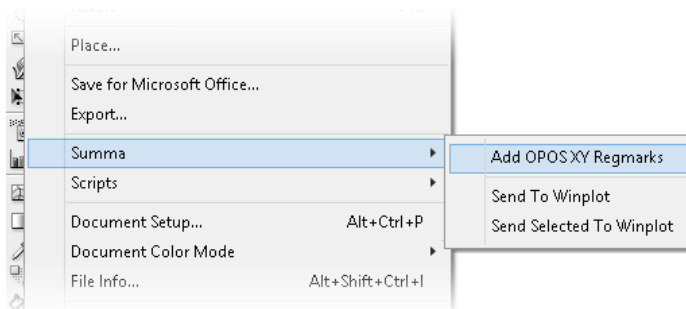 Place...
Save for Microsoft Office...
Export...
Summa
Add OPOS XY Regmarks
Scripts
Send To Winplot
Document Setup... Alt+Ctrl+P
Send Selected To Winplot
Document Color Mode
File Info... Alt+Shift+Ctrl+I